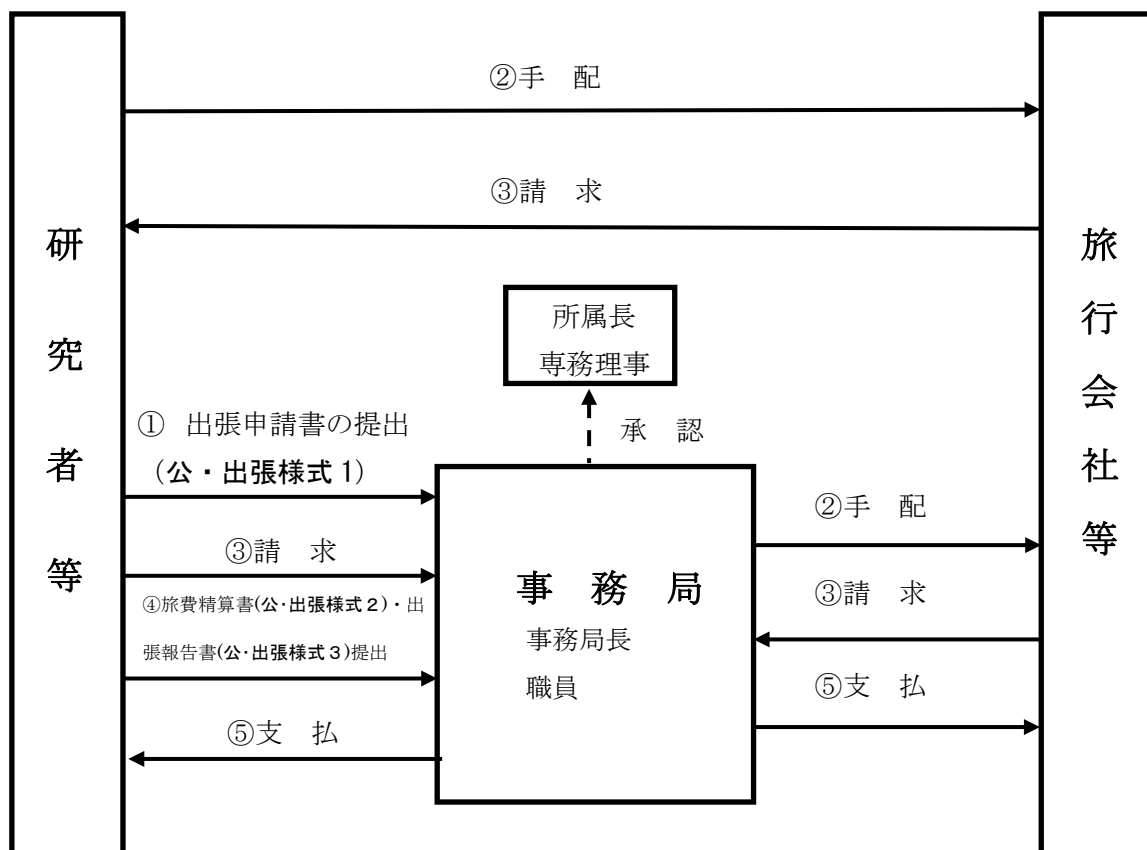 ②手　配
③請　求
研究者等
旅行会社等
所属長
専務理事
承　認
①　出張申請書の提出
（公・出張様式1）
③請　求
④旅費精算書(公･出張様式２)・出
張報告書(公･出張様式３)提出
⑤支　払
事　務　局
事務局長
職員
②手　配
③請　求
⑤支　払